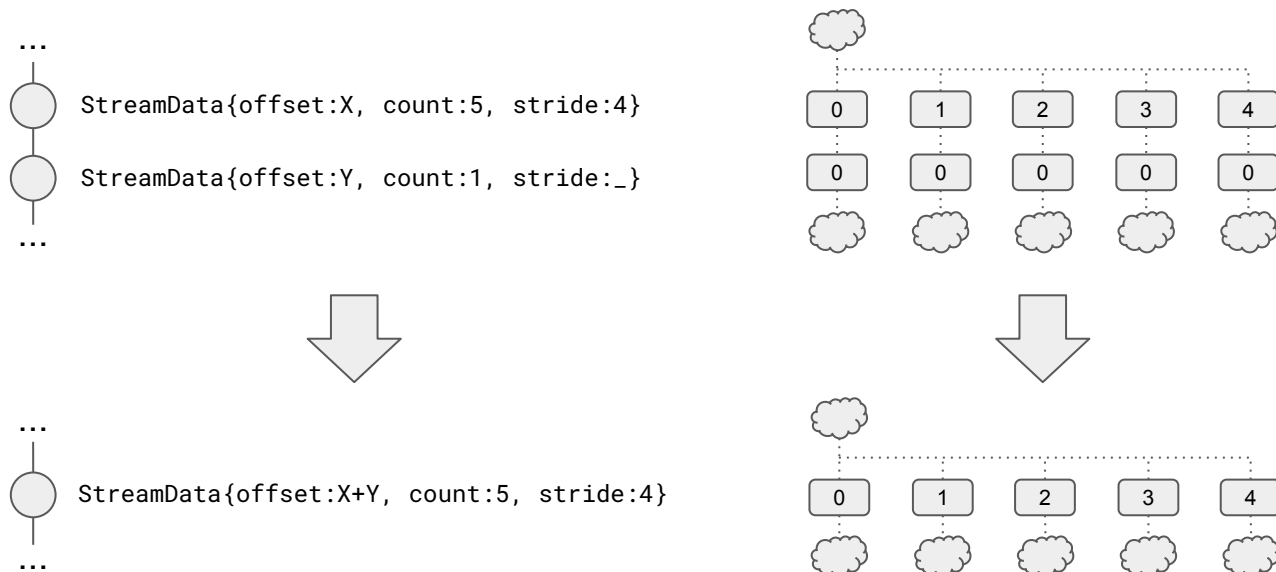 ...
StreamData{offset:X, count:5, stride:4}
0 1 2 3 4
StreamData{offset:Y, count:1, stride:_}
0 0 0 0 0
...
...
StreamData{offset:X+Y, count:5, stride:4}
0 1 2 3 4
...